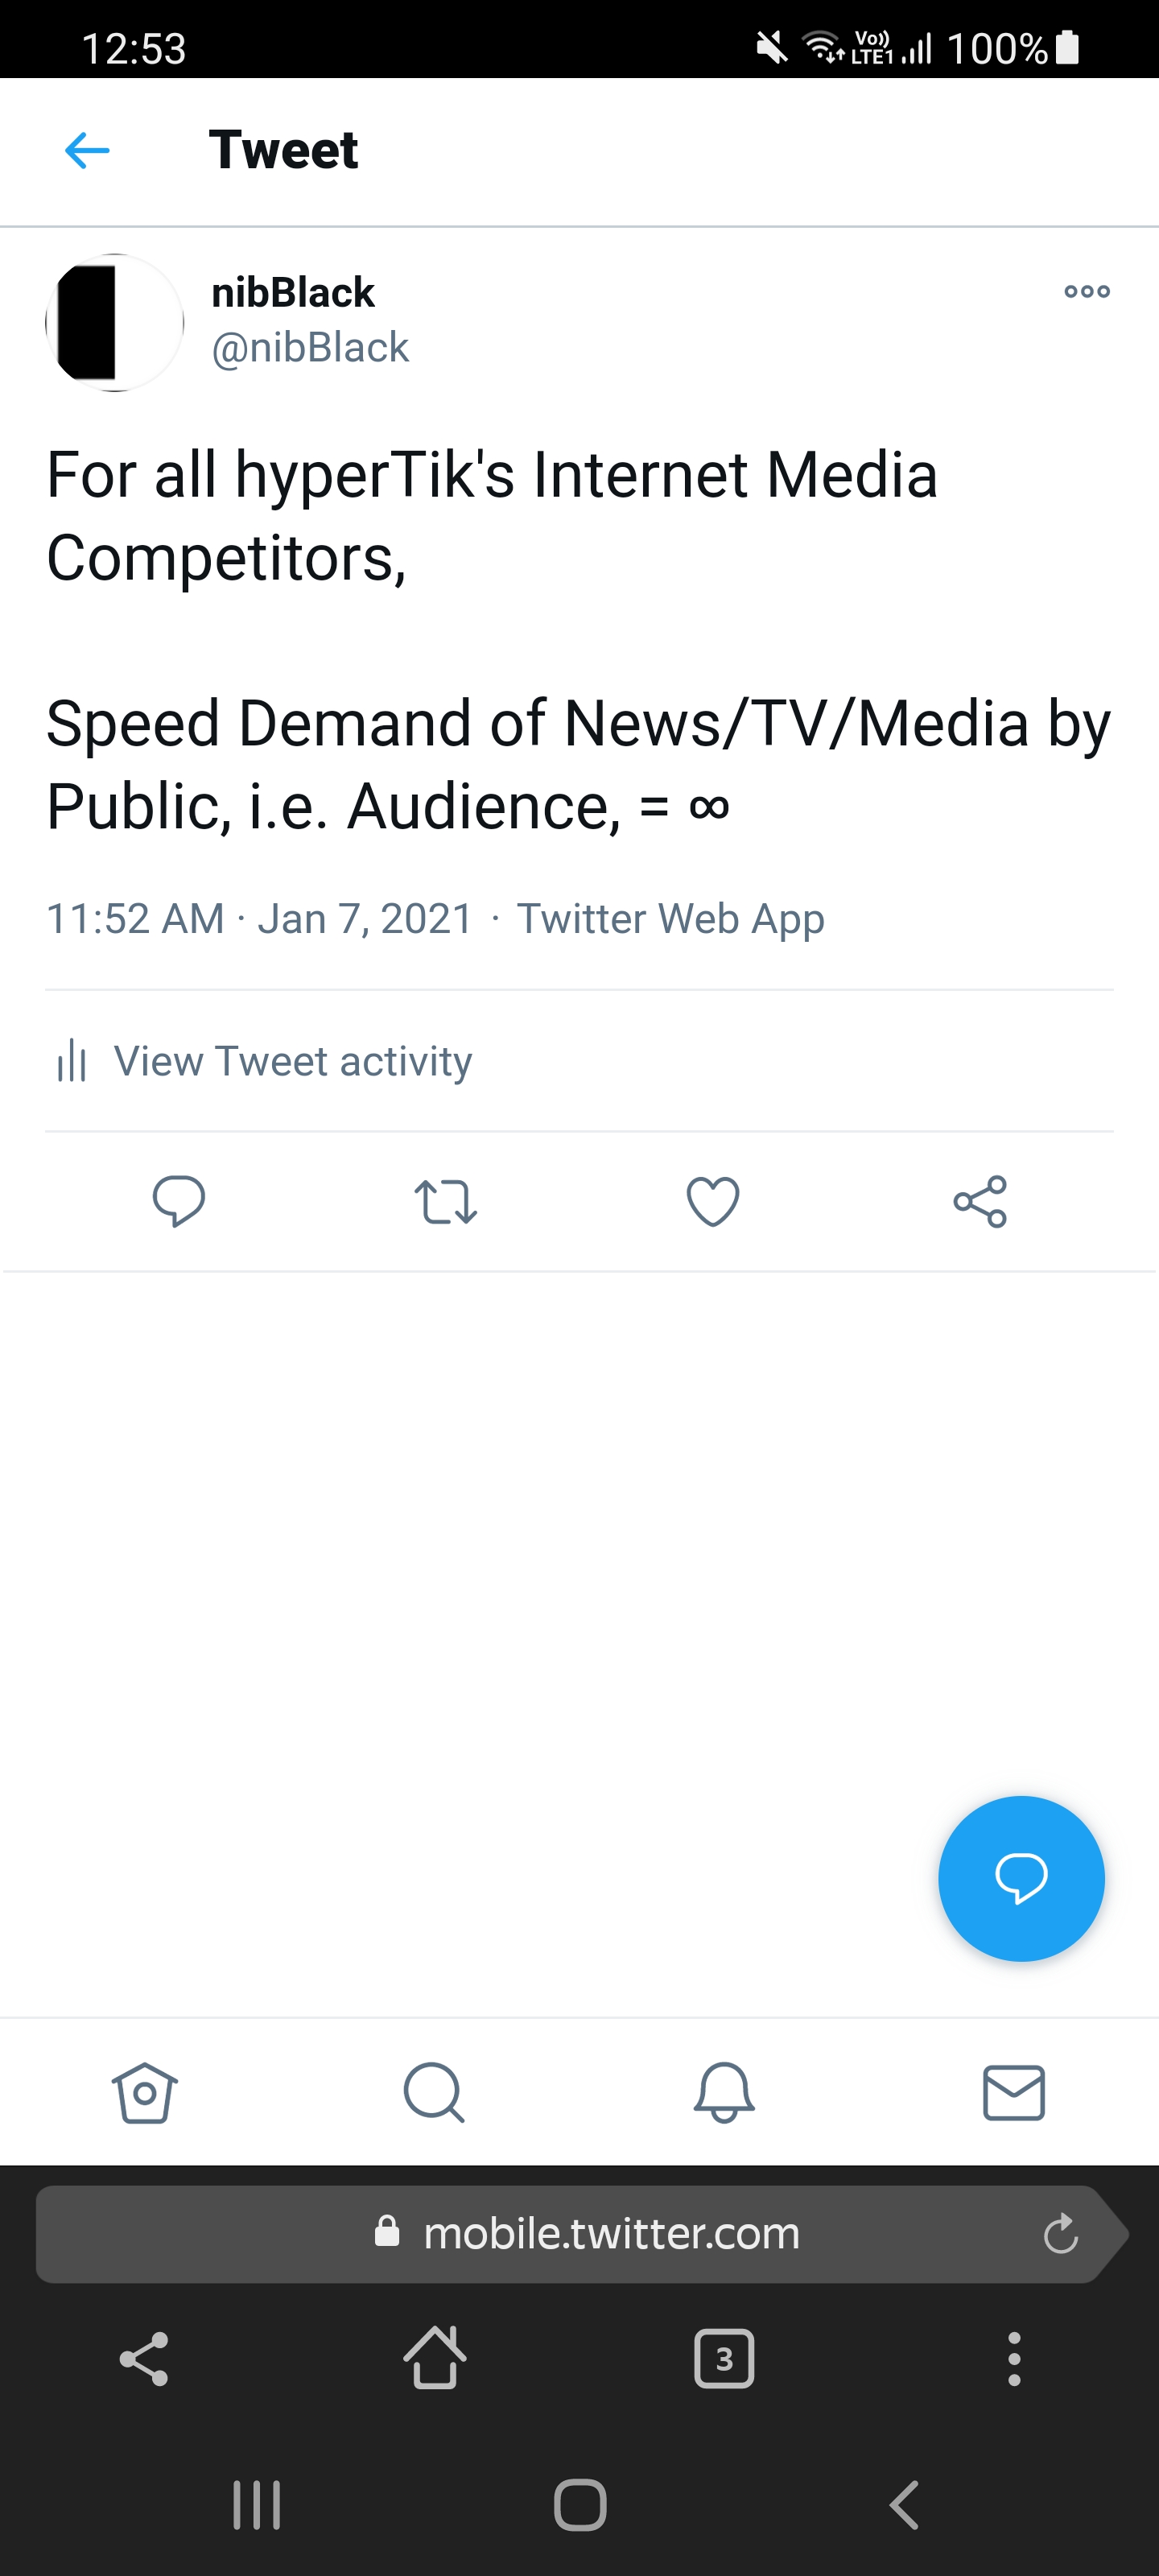 12:53 Vo)) LTE1 100%
Tweet
nibBlack
@nibBlack
For all hyperTik's Internet Media
Competitors,
Speed Demand of News/TV/Media by
Public, i.e. Audience, = ∞
11:52 AM · Jan 7, 2021 · Twitter Web App
View Tweet activity
mobile.twitter.com
3